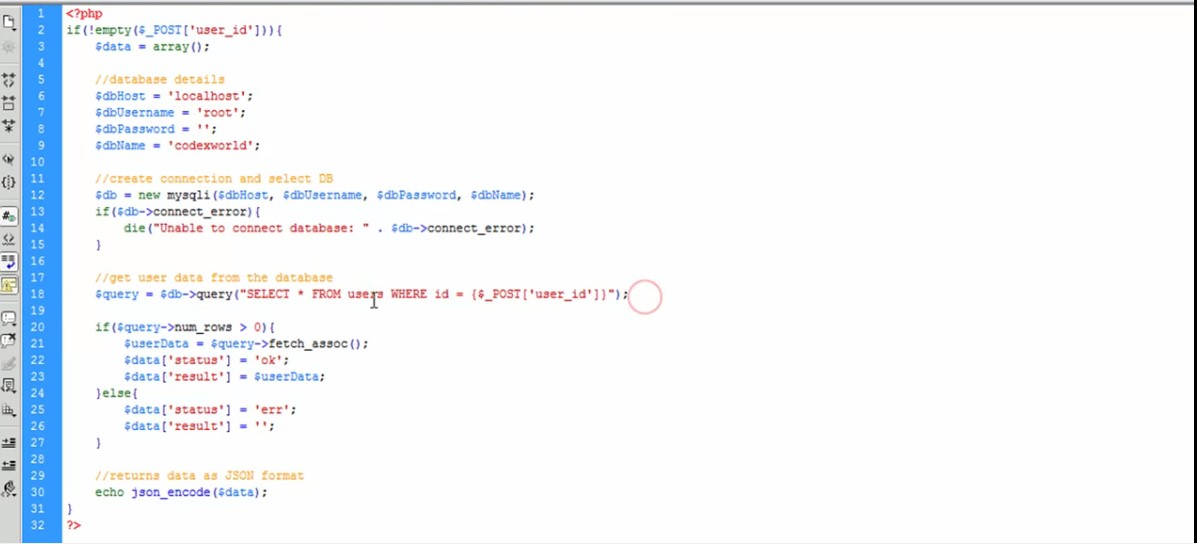 1 <?php
2 if(!empty($_POST['user_id'])){
3     $data = array();
4
5     //database details
6     $dbHost = 'localhost';
7     $dbUsername = 'root';
8     $dbPassword = '';
9     $dbName = 'codexworld';
10
11     //create connection and select DB
12     $db = new mysqli($dbHost, $dbUsername, $dbPassword, $dbName);
13     if($db->connect_error){
14         die("Unable to connect database: " . $db->connect_error);
15     }
16
17     //get user data from the database
18     $query = $db->query("SELECT * FROM users WHERE id = {$_POST['user_id']}");
19
20     if($query->num_rows > 0){
21         $userData = $query->fetch_assoc();
22         $data['status'] = 'ok';
23         $data['result'] = $userData;
24     }else{
25         $data['status'] = 'err';
26         $data['result'] = '';
27     }
28
29     //returns data as JSON format
30     echo json_encode($data);
31 }
32 ?>